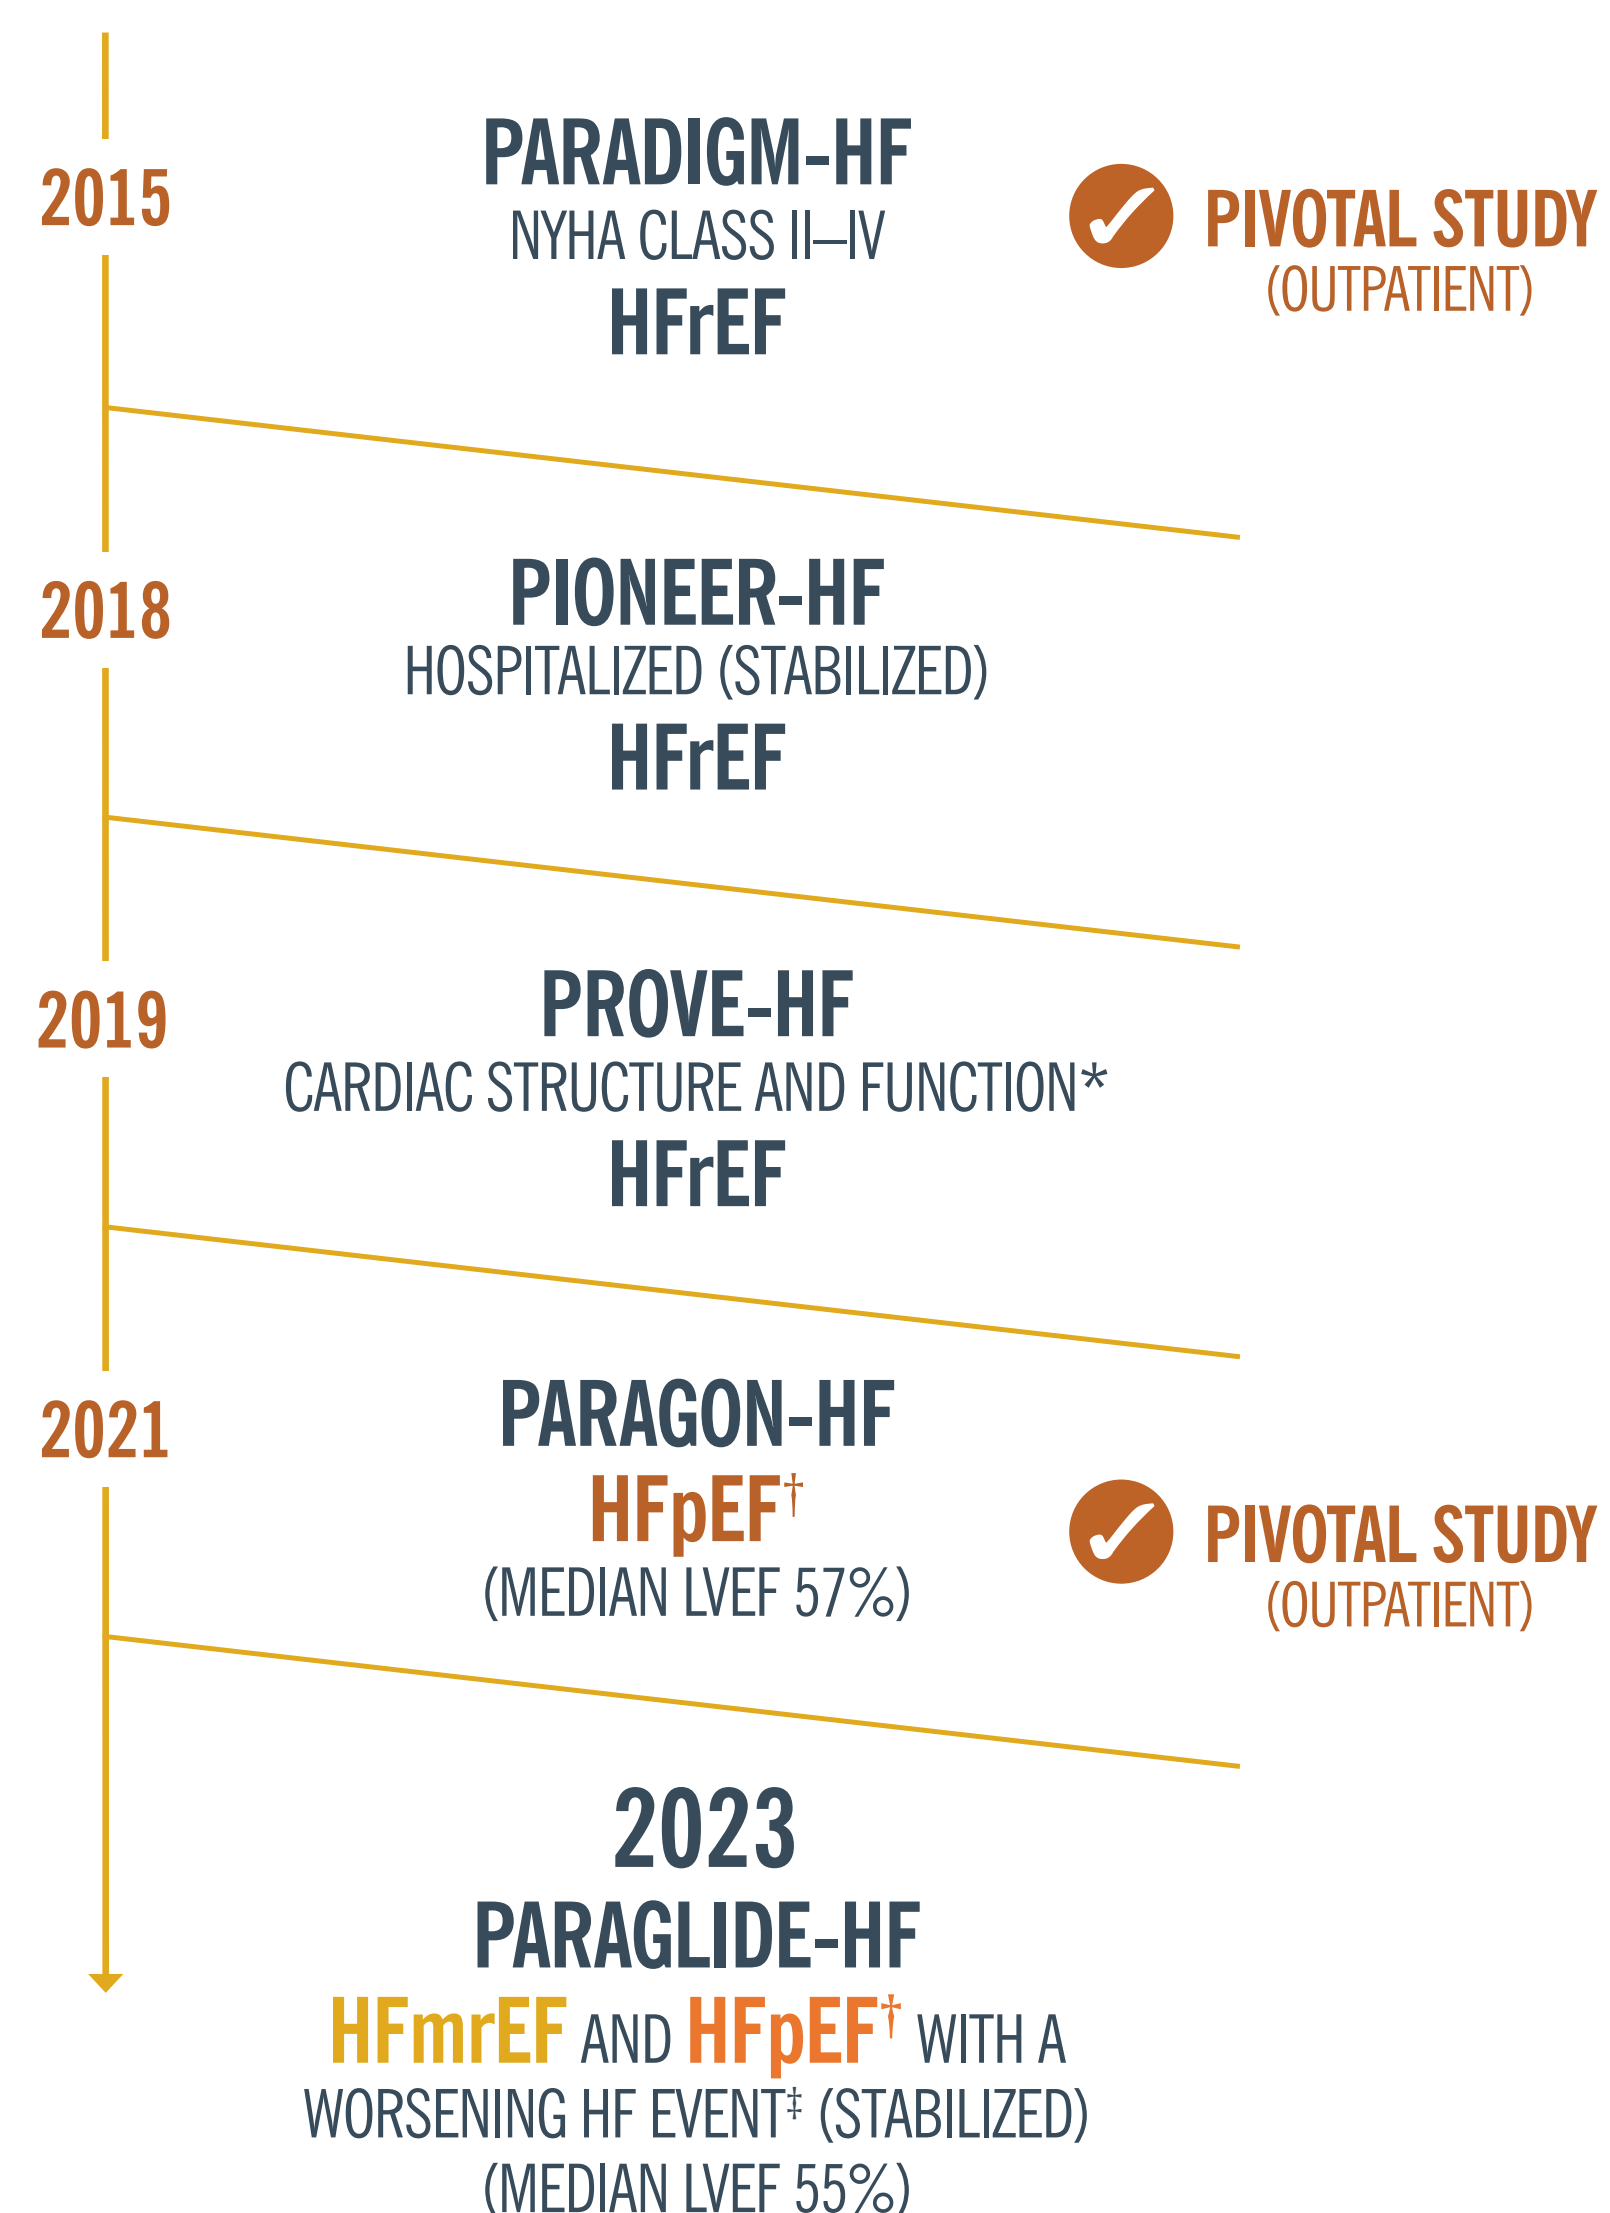 2015
PARADIGM-HF
NYHA CLASS II–IV
HFrEF
PIVOTAL STUDY
(OUTPATIENT)
2018
PIONEER-HF
HOSPITALIZED (STABILIZED)
HFrEF
2019
PROVE-HF
CARDIAC STRUCTURE AND FUNCTION*
HFrEF
2021
PARAGON-HF
HFpEF†
(MEDIAN LVEF 57%)
PIVOTAL STUDY
(OUTPATIENT)
2023
PARAGLIDE-HF
HFmrEF AND HFpEF† WITH A
WORSENING HF EVENT‡ (STABILIZED)
(MEDIAN LVEF 55%)